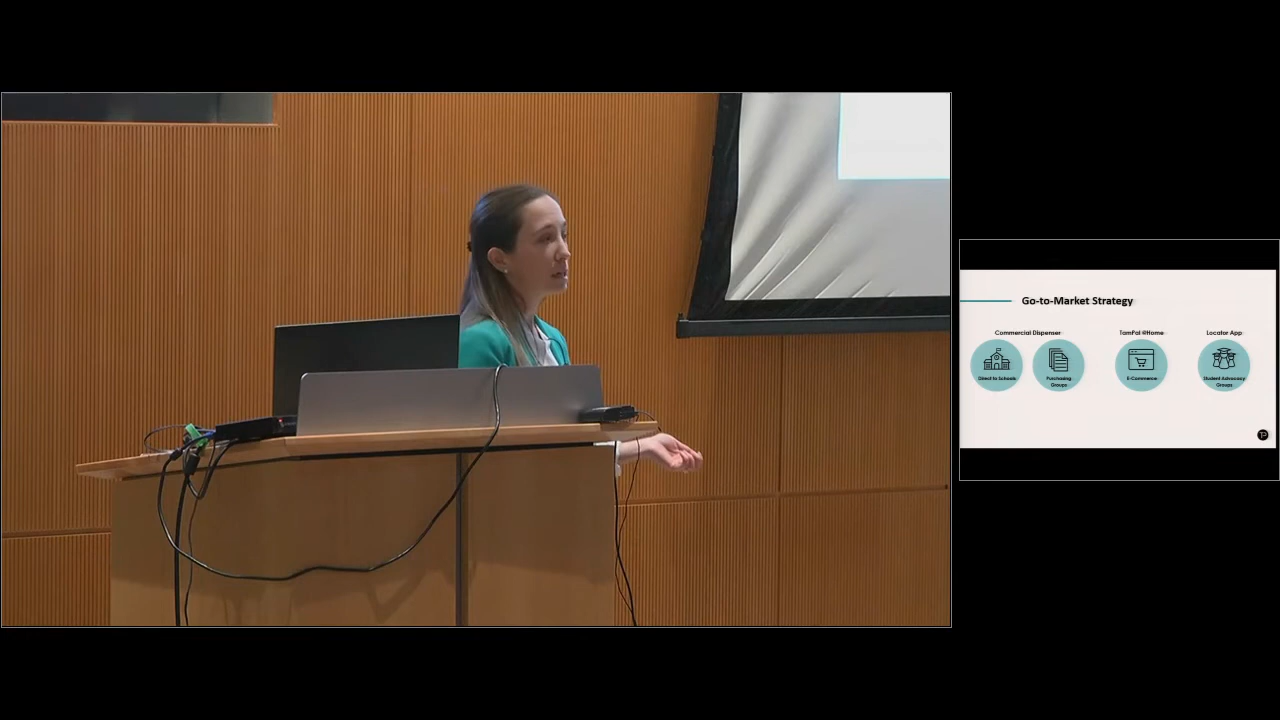 Go-to-Market Strategy
Commercial Dispenser
TamPal @Home
Locator App
Direct to Schools
Purchasing
Groups
E-Commerce
Student Advocacy
Groups